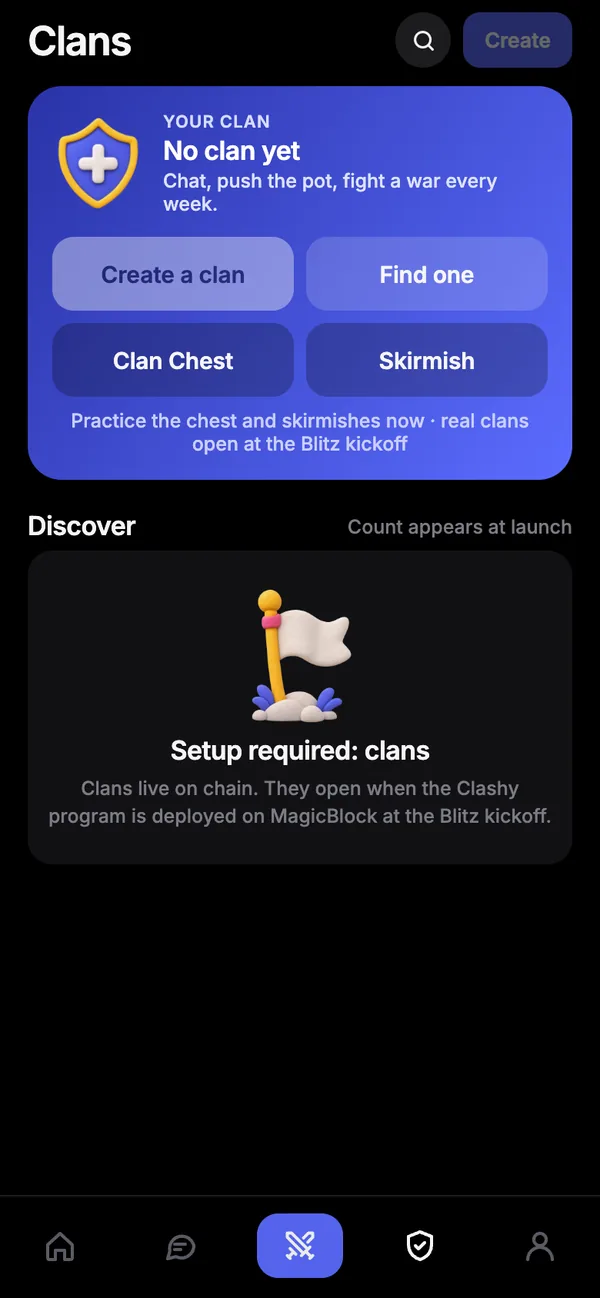 Clans
Create
YOUR CLAN
No clan yet
Chat, push the pot, fight a war every
week.
Create a clan
Find one
Clan Chest
Skirmish
Practice the chest and skirmishes now · real clans
open at the Blitz kickoff
Discover
Count appears at launch
Setup required: clans
Clans live on chain. They open when the Clashy
program is deployed on MagicBlock at the Blitz kickoff.